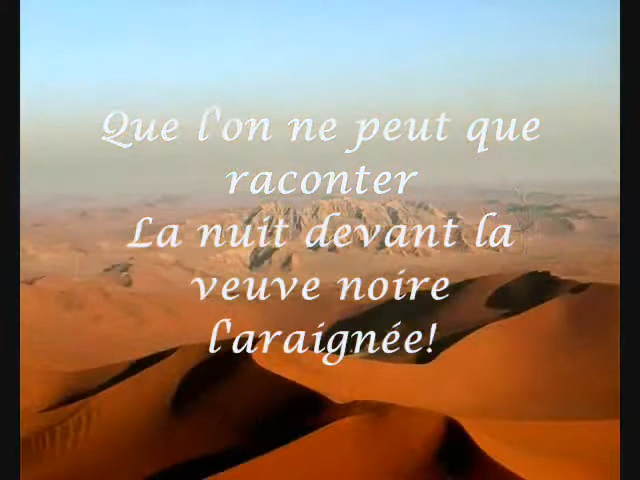 Que l'on ne peut que
raconter
La nuit devant la
veuve noire
l'araignée!